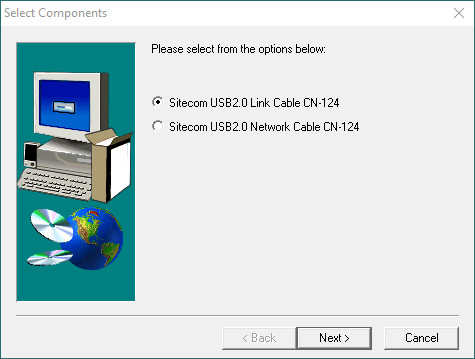 Select Components
Please select from the options below:
Sitecom USB2.0 Link Cable CN-124
Sitecom USB2.0 Network Cable CN-124
< Back
Next >
Cancel